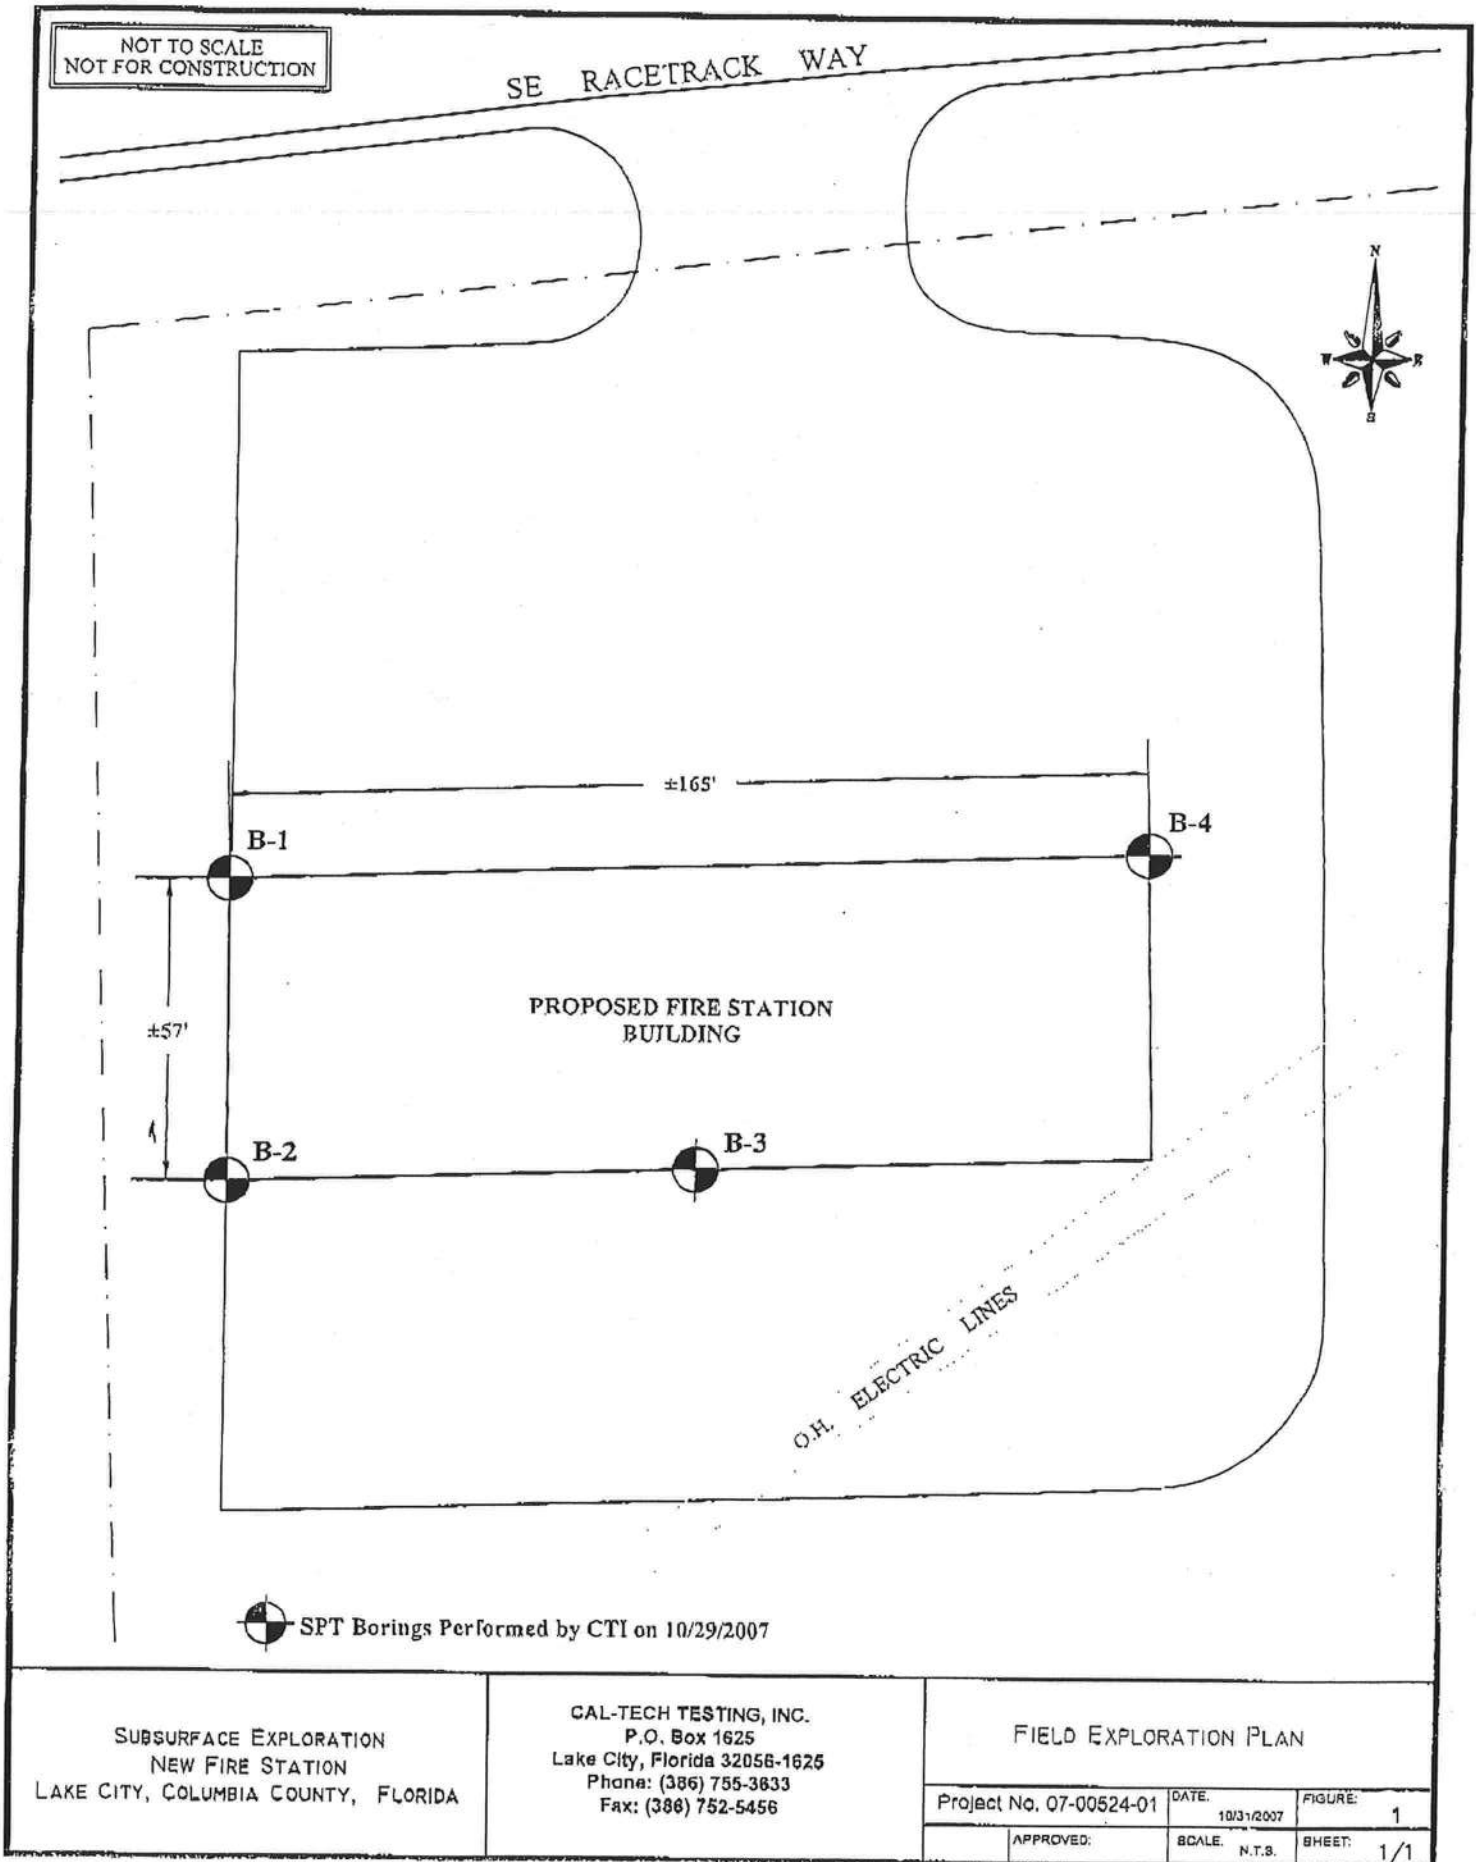 NOT TO SCALE
NOT FOR CONSTRUCTION
SE RACETRACK WAY
N
W E
S
±165'
B-1
B-4
PROPOSED FIRE STATION
BUILDING
±57'
B-2
B-3
O.H. ELECTRIC LINES
SPT Borings Performed by CTI on 10/29/2007
SUBSURFACE EXPLORATION
NEW FIRE STATION
LAKE CITY, COLUMBIA COUNTY, FLORIDA
CAL-TECH TESTING, INC.
P.O. Box 1625
Lake City, Florida 32056-1625
Phone: (386) 755-3633
Fax: (386) 752-5456
FIELD EXPLORATION PLAN
Project No. 07-00524-01
DATE.
10/31/2007
FIGURE:
1
APPROVED:
SCALE.
N.T.S.
SHEET:
1/1